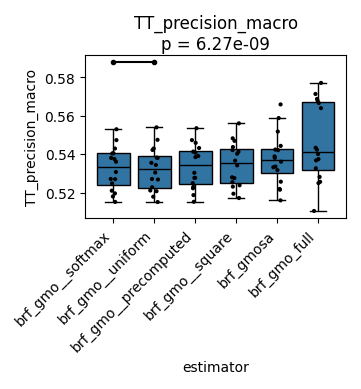 TT_precision_macro
p = 6.27e-09
TT_precision_macro
0.58
0.56
0.54
0.52
brf_gmo__softmax
brf_gmo__uniform
brf_gmo__precomputed
brf_gmo__square
brf_gmosa
brf_gmo_full
estimator